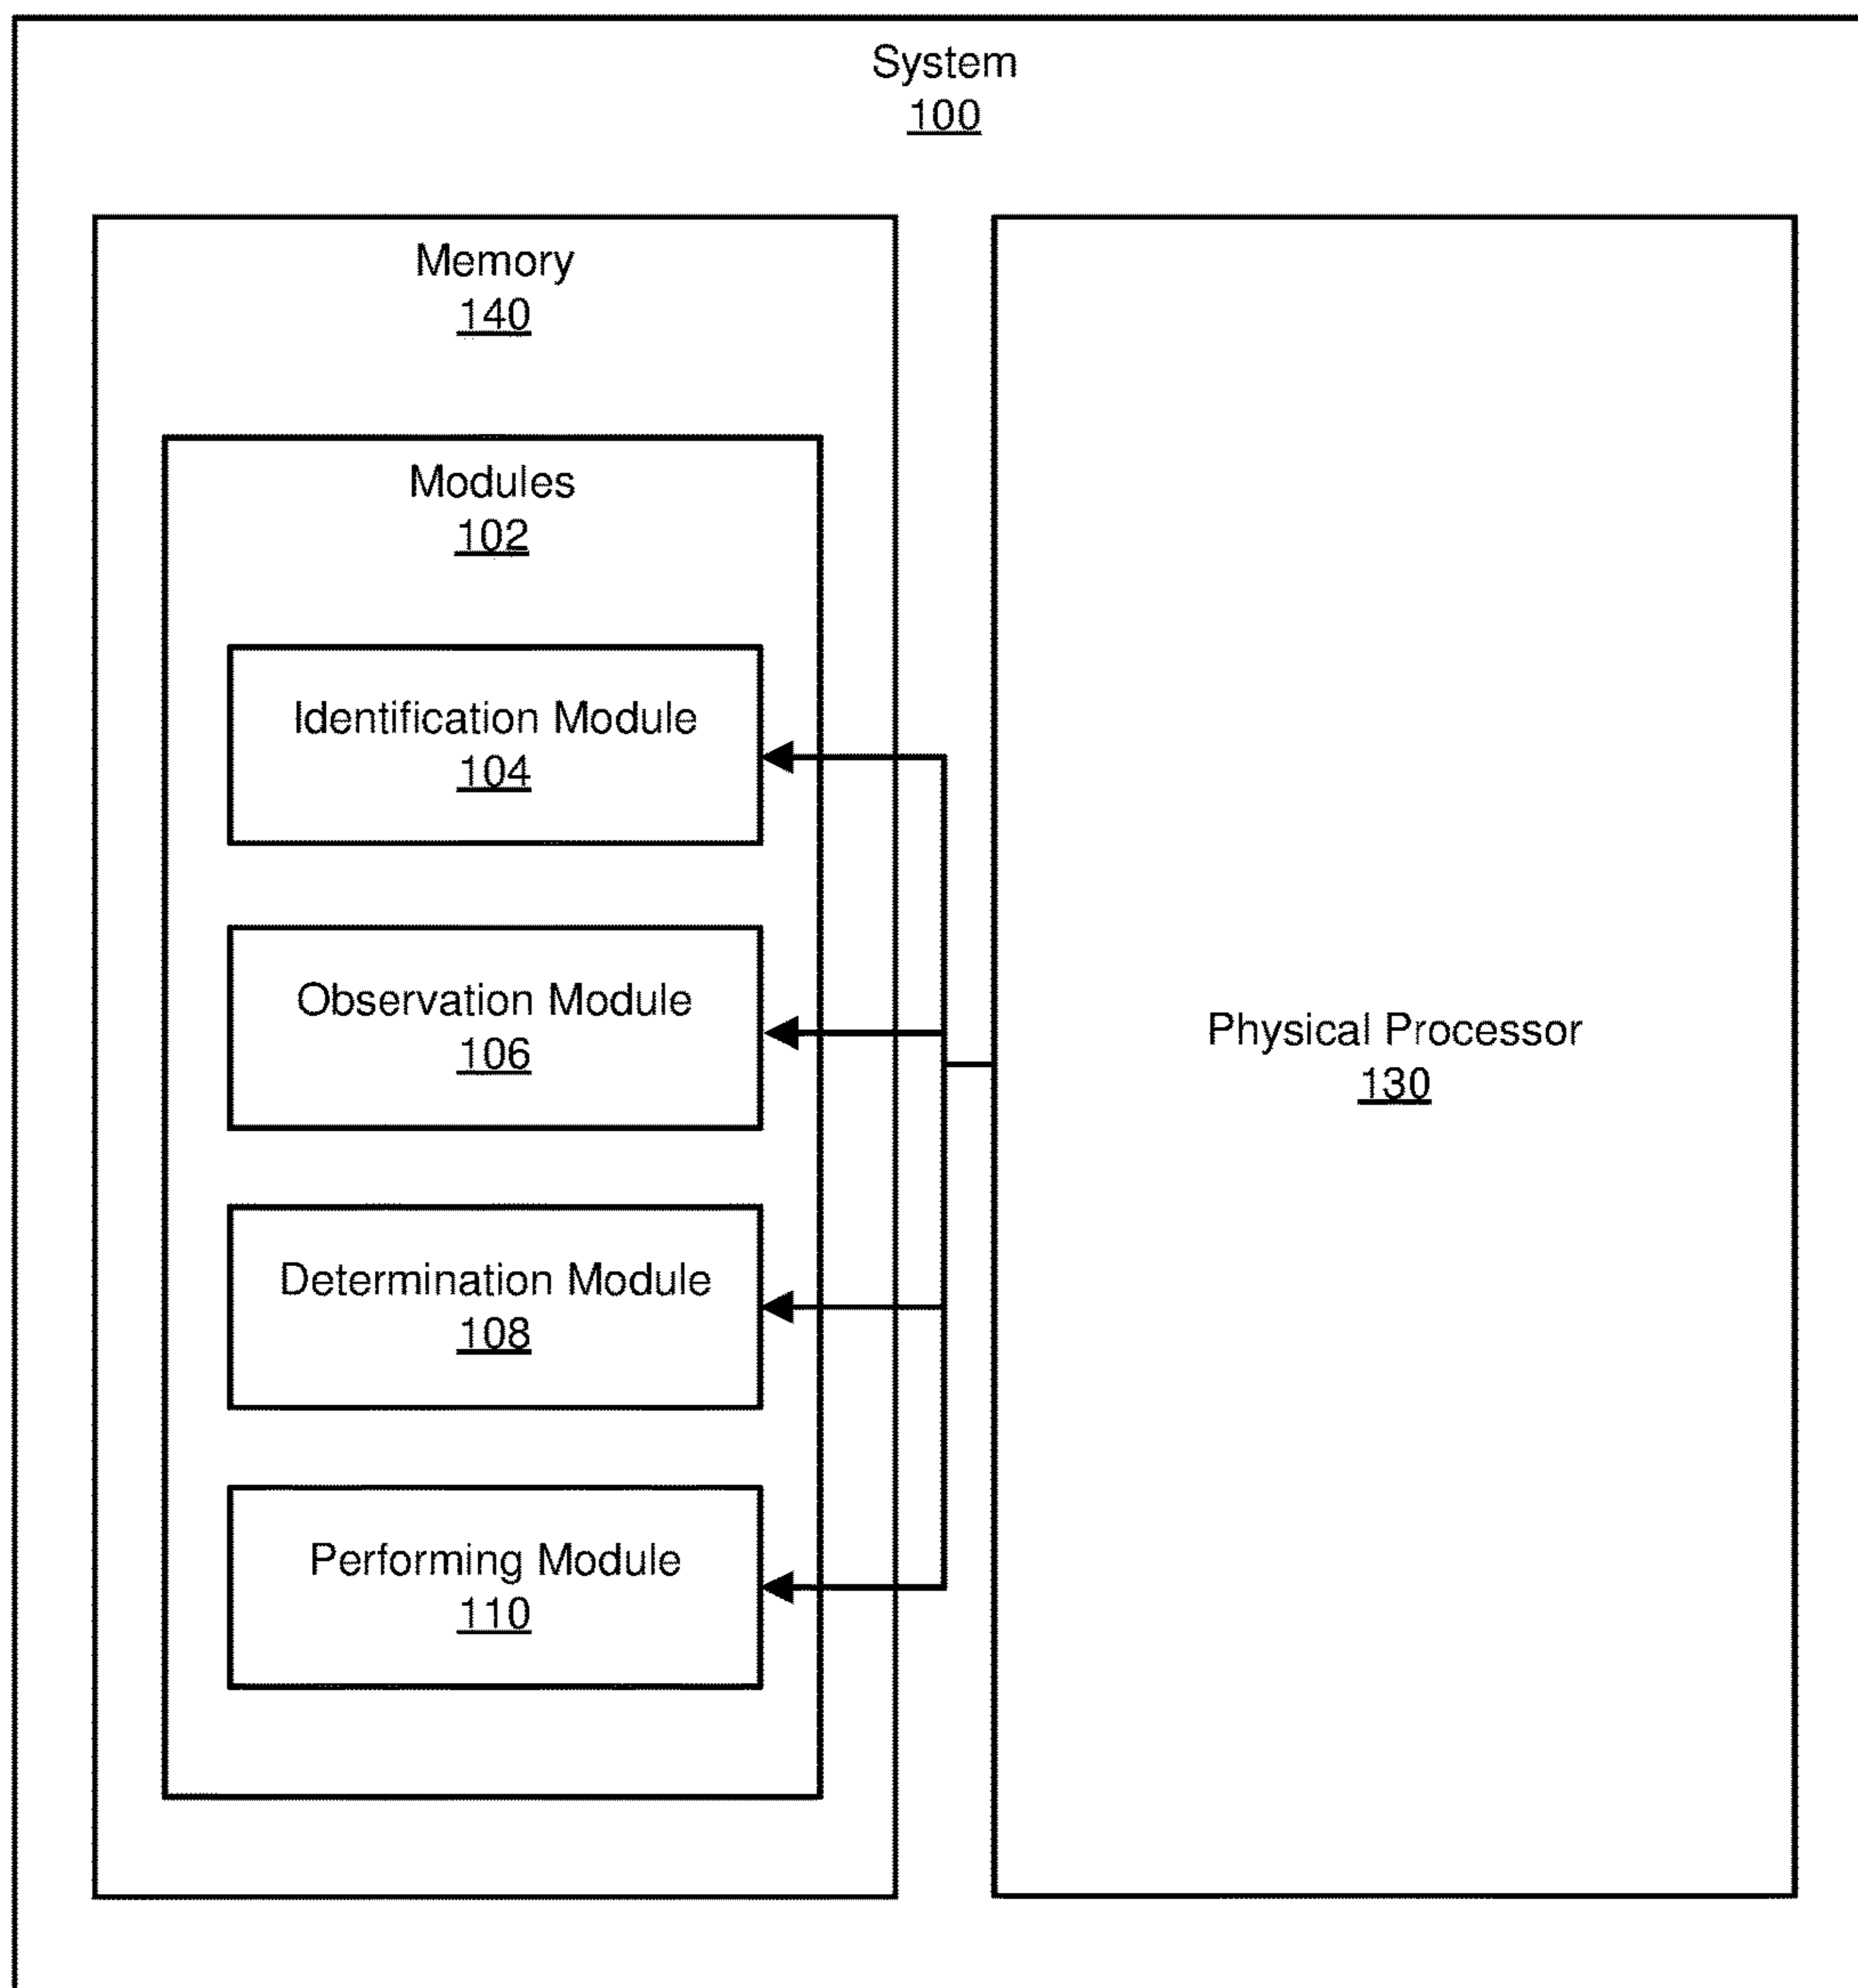 System
100
Memory
140
Modules
102
Identification Module
104
Observation Module
106
Determination Module
108
Performing Module
110
Physical Processor
130